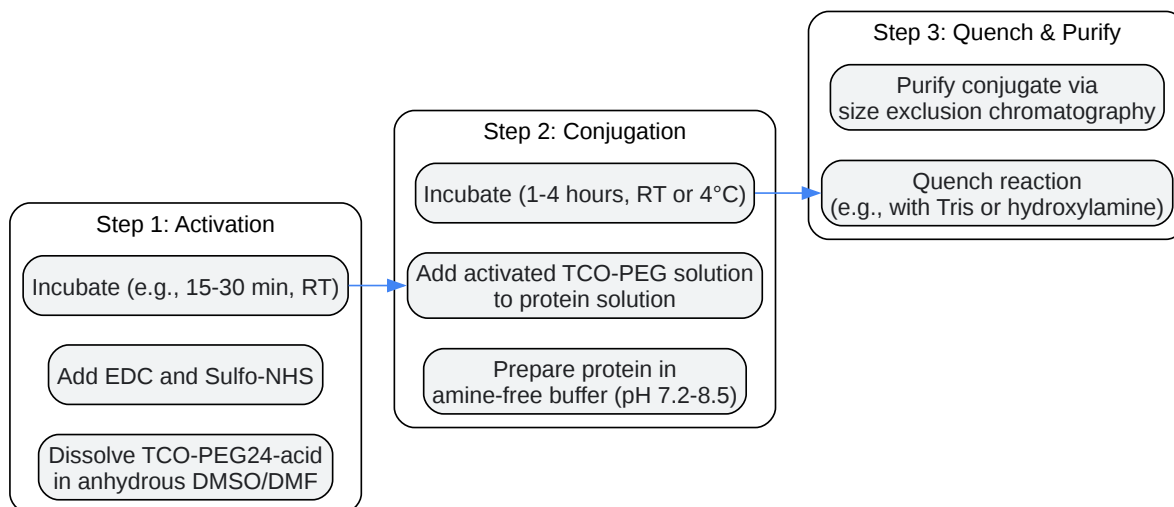 Step 1: Activation
Incubate (e.g., 15-30 min, RT)
Add EDC and Sulfo-NHS
Dissolve TCO-PEG24-acid
in anhydrous DMSO/DMF
Step 2: Conjugation
Incubate (1-4 hours, RT or 4°C)
Add activated TCO-PEG solution
to protein solution
Prepare protein in
amine-free buffer (pH 7.2-8.5)
Step 3: Quench & Purify
Purify conjugate via
size exclusion chromatography
Quench reaction
(e.g., with Tris or hydroxylamine)